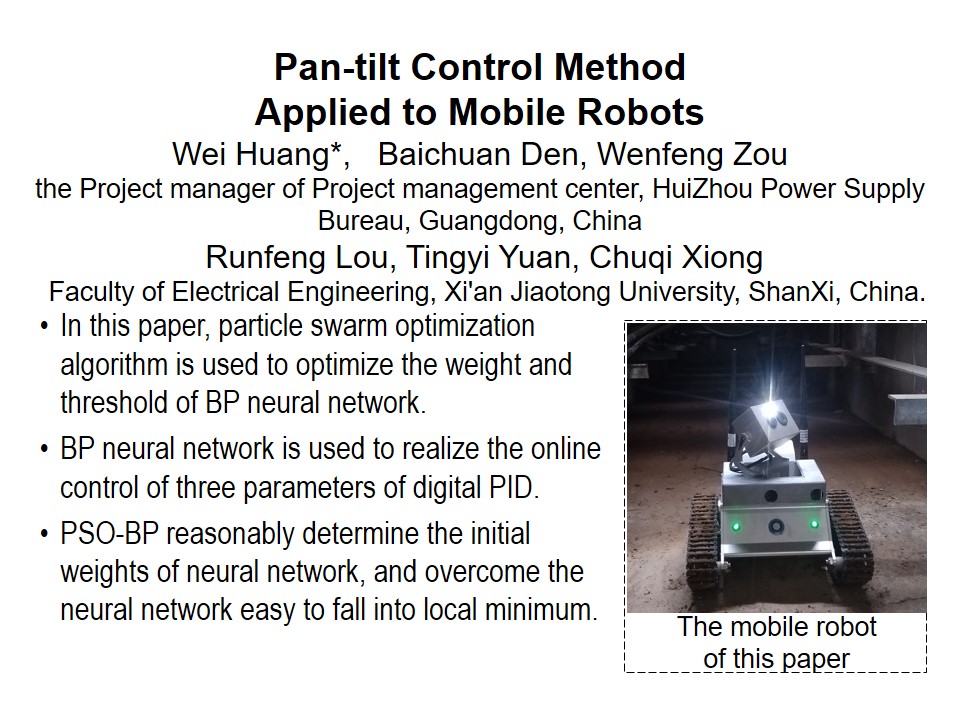 Pan-tilt Control Method
Applied to Mobile Robots
Wei Huang*, Baichuan Den, Wenfeng Zou
the Project manager of Project management center, HuiZhou Power Supply
Bureau, Guangdong, China
Runfeng Lou, Tingyi Yuan, Chuqi Xiong
Faculty of Electrical Engineering, Xi'an Jiaotong University, ShanXi, China.
• In this paper, particle swarm optimization
algorithm is used to optimize the weight and
threshold of BP neural network.
• BP neural network is used to realize the online
control of three parameters of digital PID.
• PSO-BP reasonably determine the initial
weights of neural network, and overcome the
neural network easy to fall into local minimum.
The mobile robot
of this paper